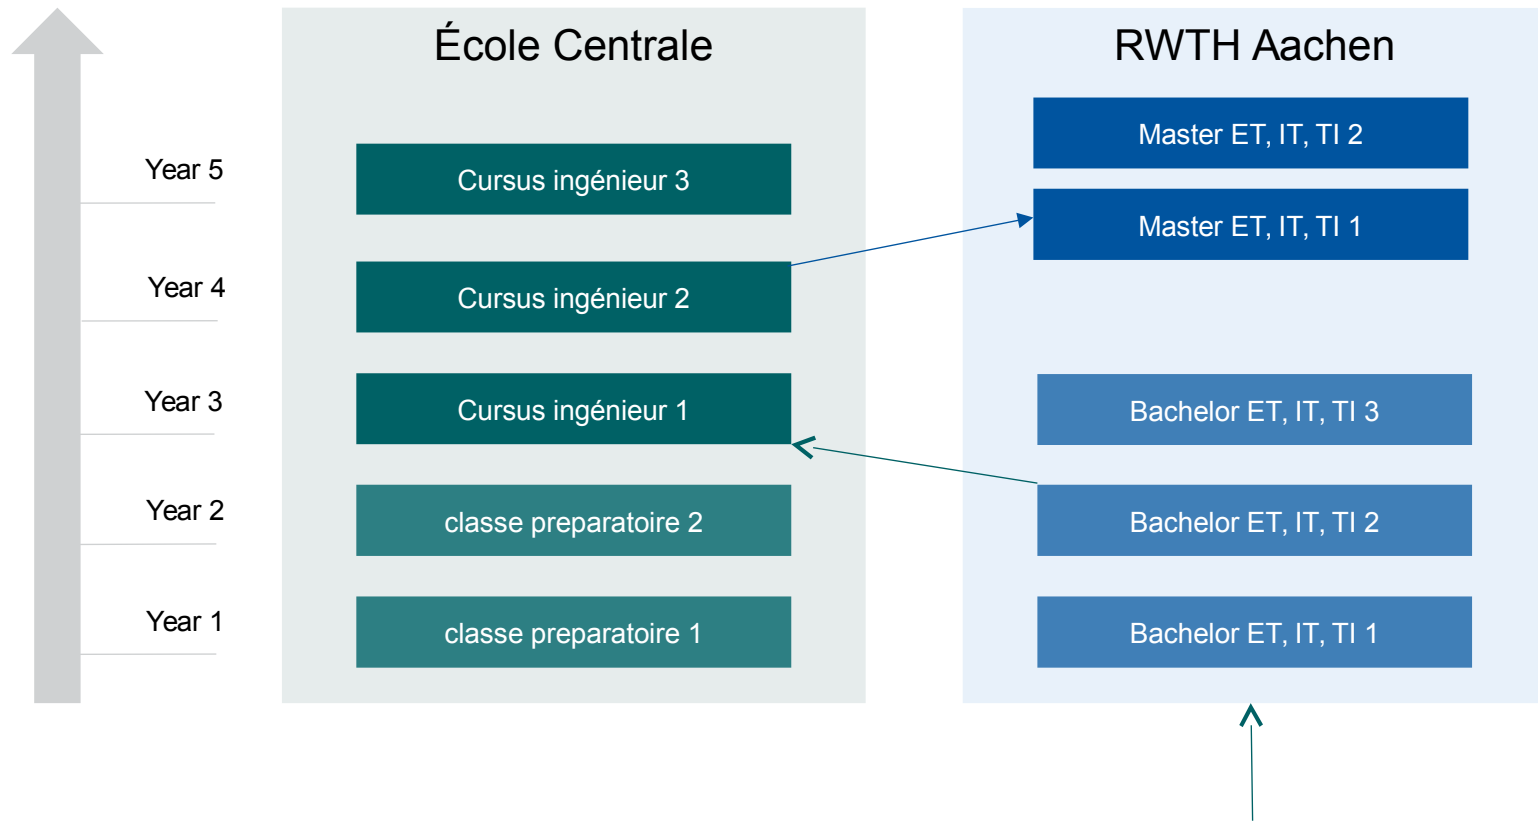 École Centrale
RWTH Aachen
Master ET, IT, TI 2
Year 5
Cursus ingénieur 3
Master ET, IT, TI 1
Year 4
Cursus ingénieur 2
Year 3
Cursus ingénieur 1
Bachelor ET, IT, TI 3
Year 2
classe preparatoire 2
Bachelor ET, IT, TI 2
Year 1
classe preparatoire 1
Bachelor ET, IT, TI 1